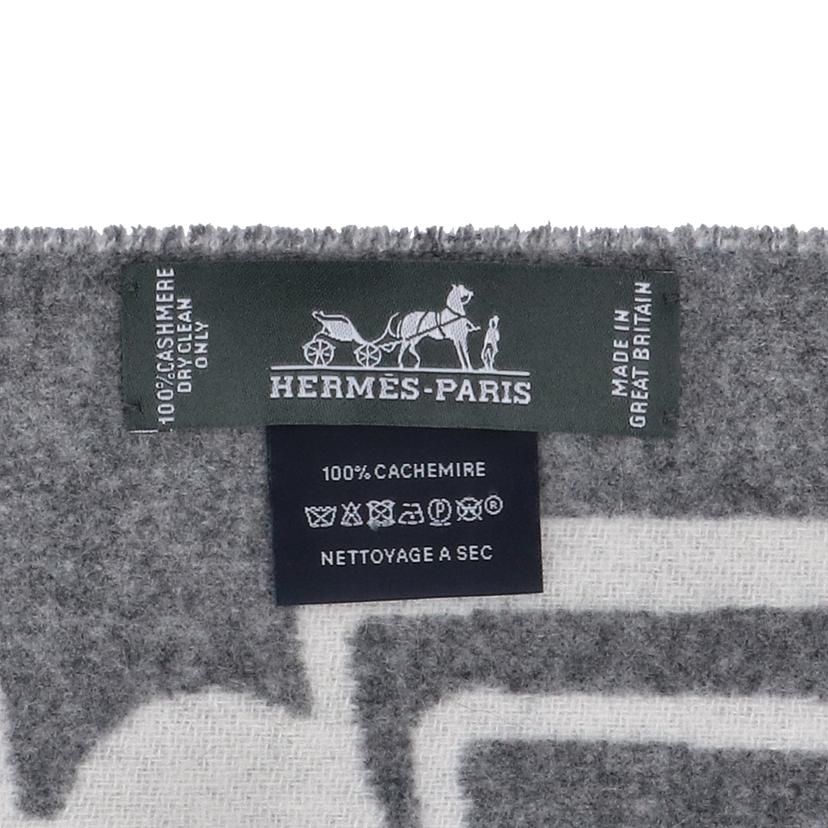 100% CASHMERE
DRY CLEAN
ONLY
HERMÈS-PARIS
MADE IN
GREAT BRITAIN
100% CACHEMIRE
P ®
NETTOYAGE A SEC